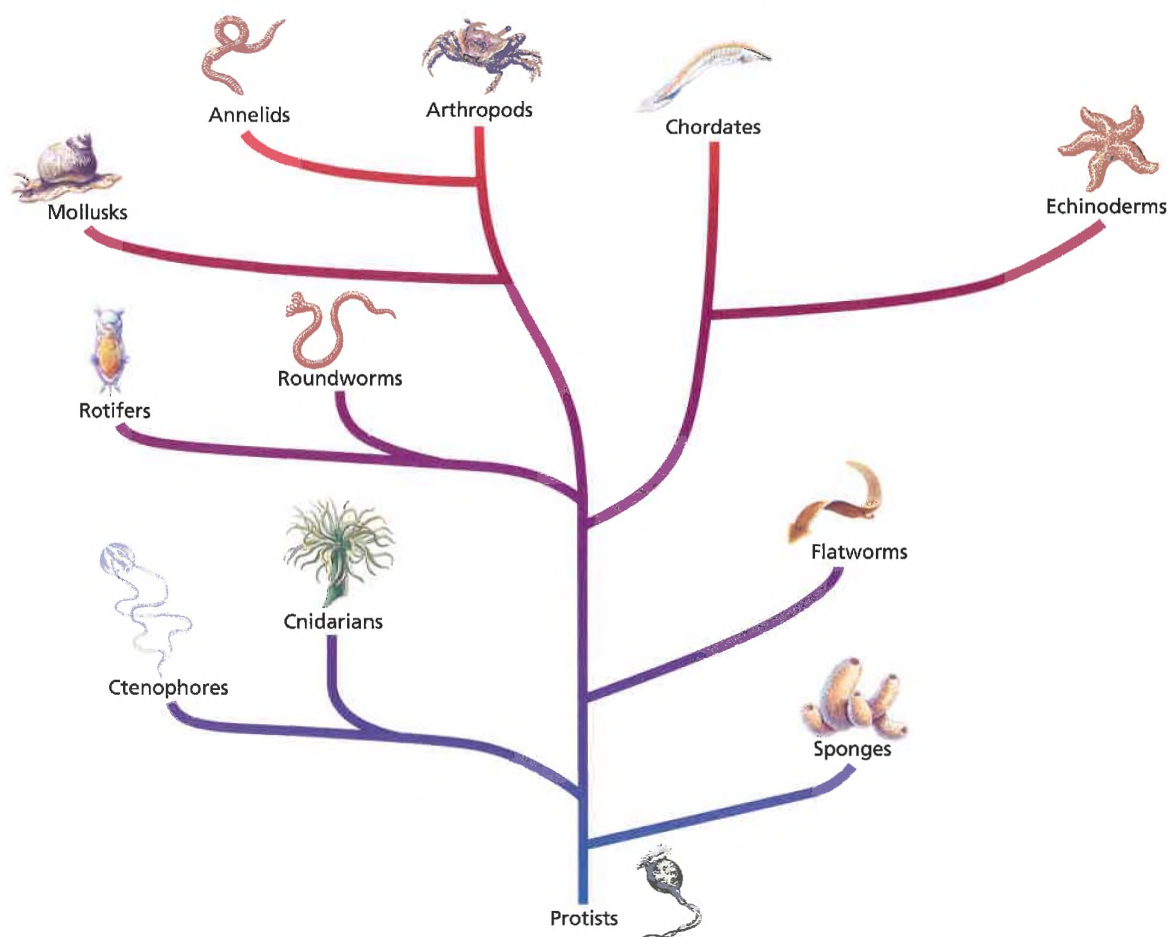 Annelids
Arthropods
Chordates
Mollusks
Echinoderms
Roundworms
Rotifers
Flatworms
Cnidarians
Ctenophores
Sponges
Protists